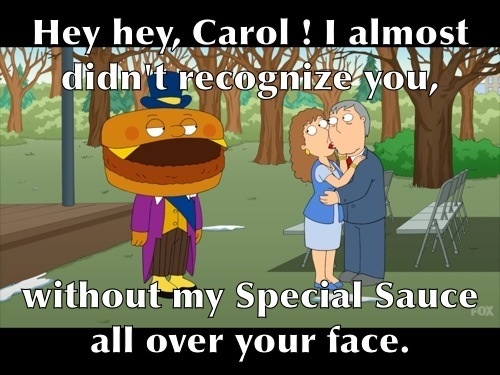 Hey hey, Carol ! I almost
didn't recognize you,
without my Special Sauce
FOX
all over your face.